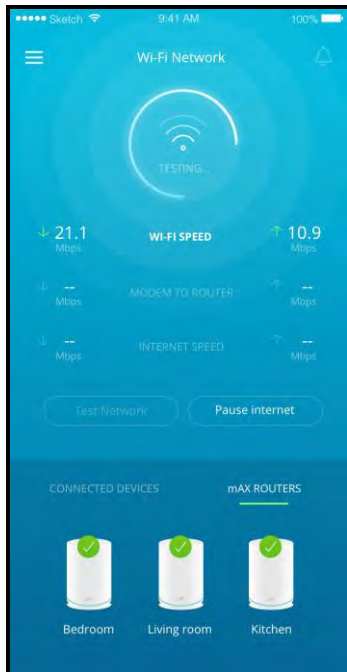 Sketch 9:41 AM 100%
Wi-Fi Network
TESTING...
↓ 21.1 WI-FI SPEED ↑ 10.9
Mbps Mbps
↓ -- MODEM TO ROUTER ↑ --
Mbps Mbps
↓ -- INTERNET SPEED ↑ --
Mbps Mbps
Test Network Pause internet
CONNECTED DEVICES mAX ROUTERS
Bedroom Living room Kitchen